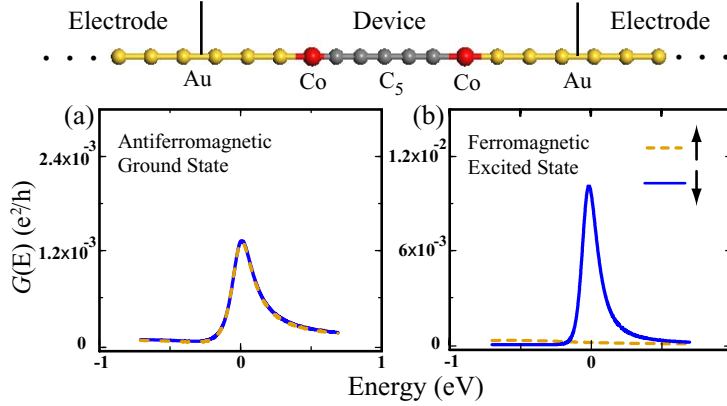 Electrode Device Electrode
Au Co C₅ Co Au
(a) Antiferromagnetic
Ground State
2.4x10⁻³
1.2x10⁻³
0
-1 0 1
(b) Ferromagnetic
Excited State
1.2x10⁻²
6x10⁻³
0
-1 0 1
G(E) (e²/h)
Energy (eV)